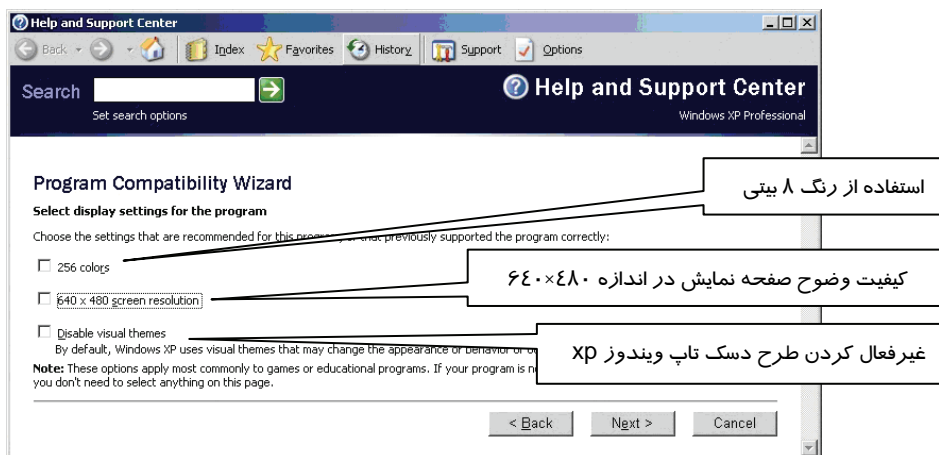 Help and Support Center
Back Index Favorites History Support Options
Search Help and Support Center
Set search options Windows XP Professional
Program Compatibility Wizard
استفاده از رنگ ۸ بیتی
Select display settings for the program
Choose the settings that are recommended for this program or that previously supported the program correctly:
256 colors
کیفیت وضوح صفحه نمایش در اندازه ۴۸۰×۶۴۰
640 x 480 screen resolution
Disable visual themes
غیرفعال کردن طرح دسک تاپ ویندوز xp
By default, Windows XP uses visual themes that may change the appearance or behavior of
Note: These options apply most commonly to games or educational programs. If your program is
you don't need to select anything on this page.
< Back Next > Cancel